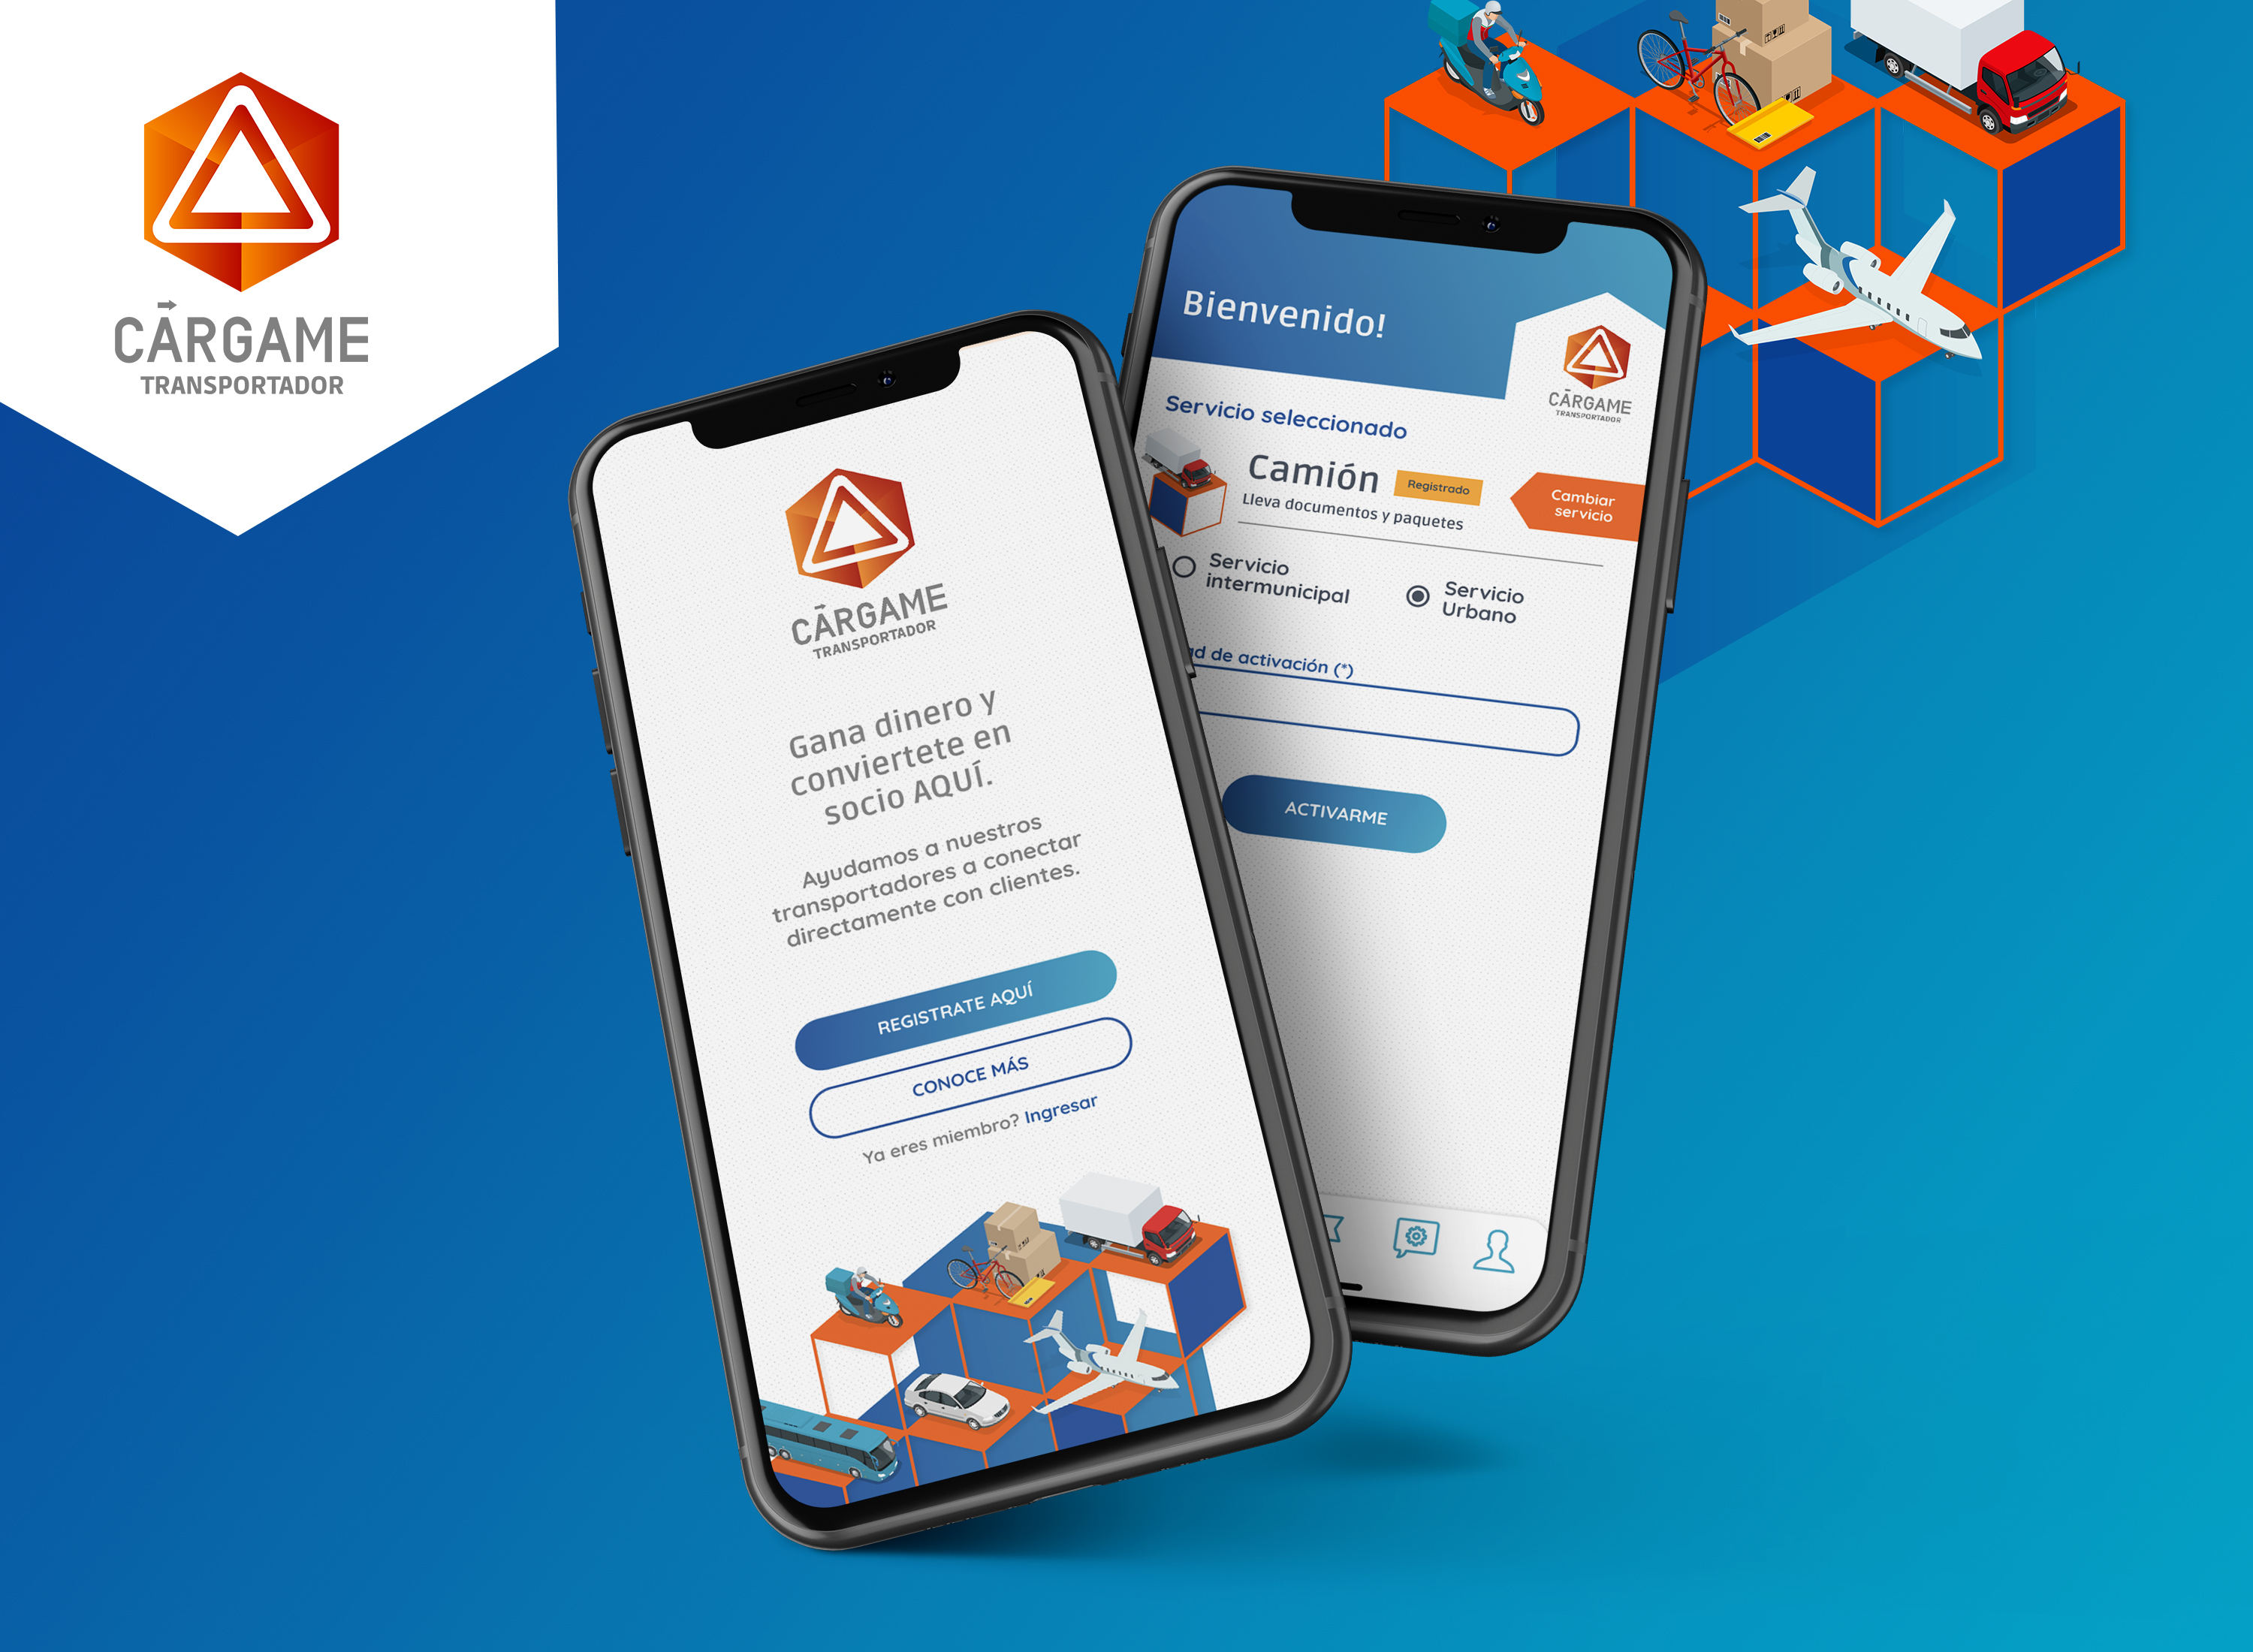 CARGAME
TRANSPORTADOR
CARGAME
TRANSPORTADOR
Gana dinero y
conviertete en
socio AQUÍ.
Ayudamos a nuestros
transportadores a conectar
directamente con clientes.
REGISTRATE AQUÍ
CONOCE MÁS
Ya eres miembro? Ingresar
Bienvenido!
CARGAME
TRANSPORTADOR
Servicio seleccionado
Camión
Registrado
Lleva documentos y paquetes
Cambiar
servicio
Servicio
intermunicipal
Servicio
Urbano
de activación (*)
ACTIVARME